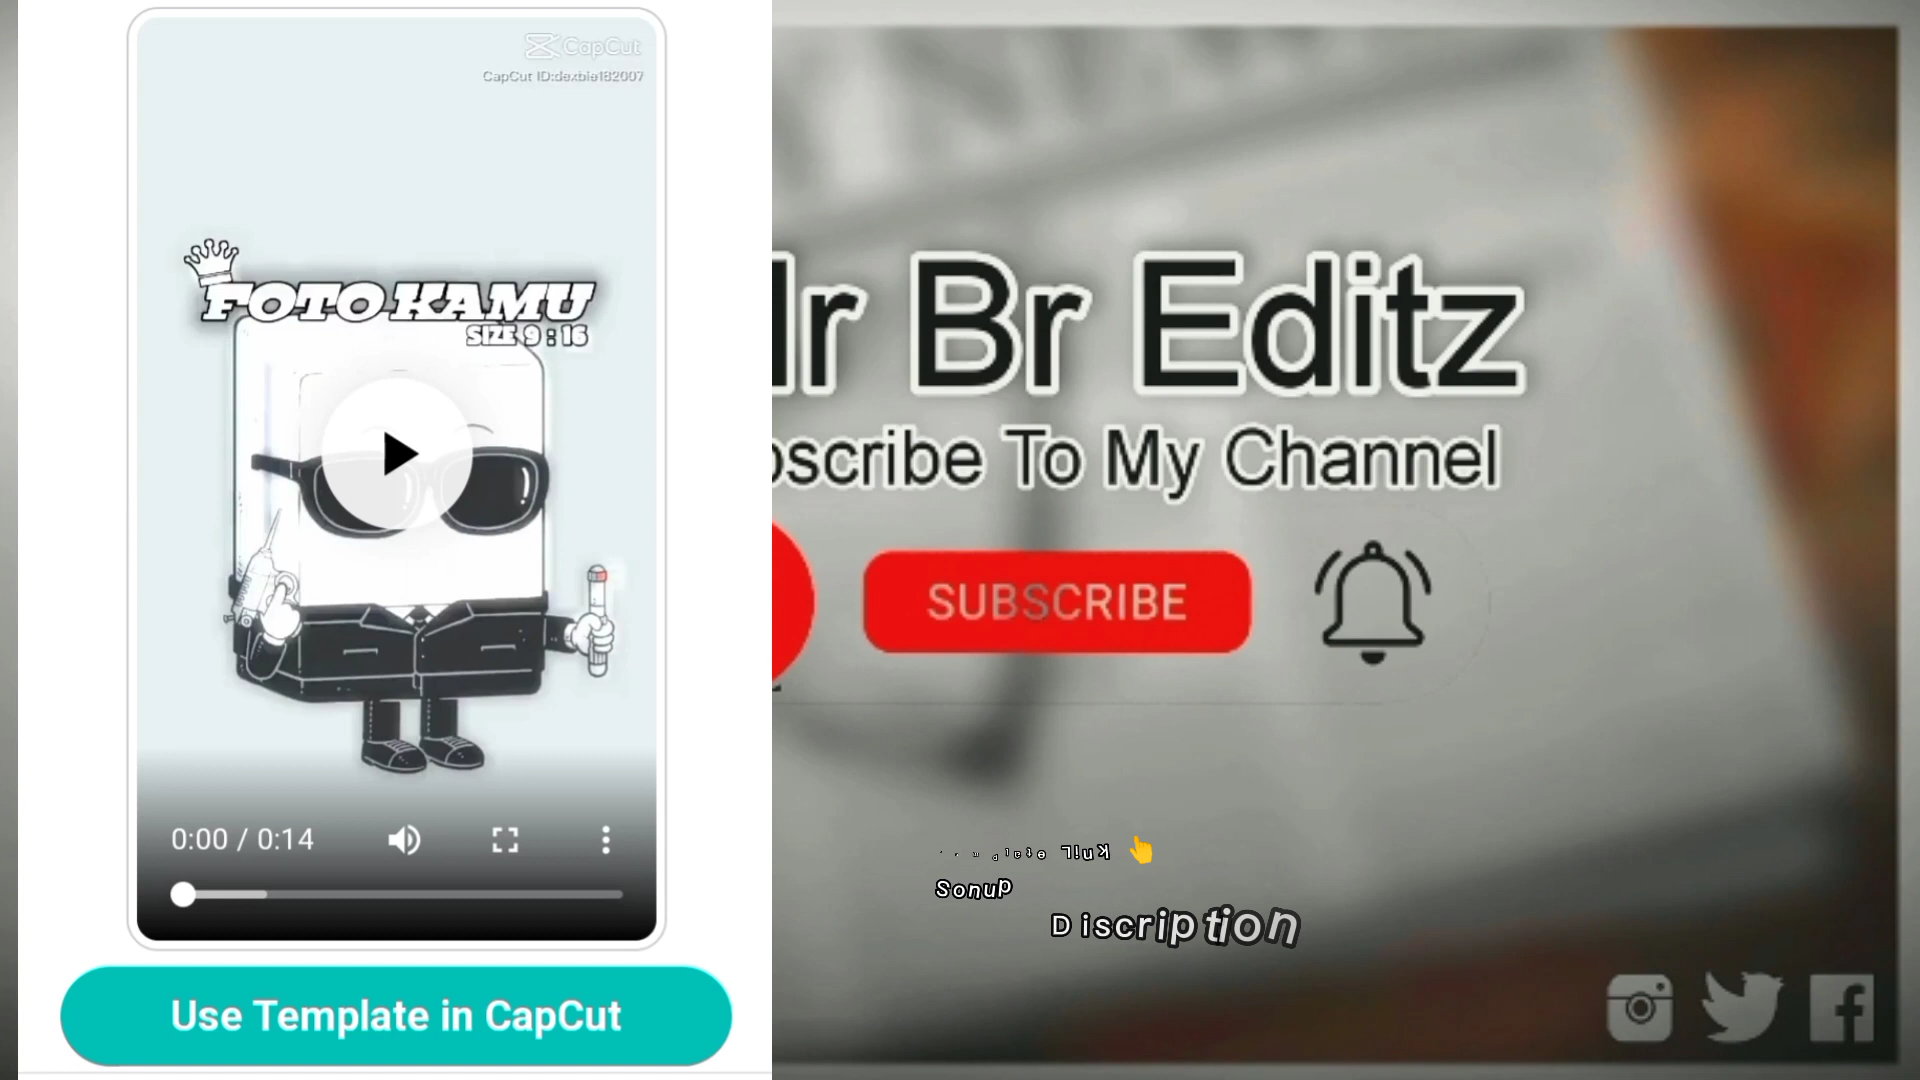 CapCut
CapCut ID:dexbie182007
FOTO KAMU
SIZE 9 : 16
0:00 / 0:14
Use Template in CapCut
r Br Editz
scribe To My Channel
SUBSCRIBE
Discription